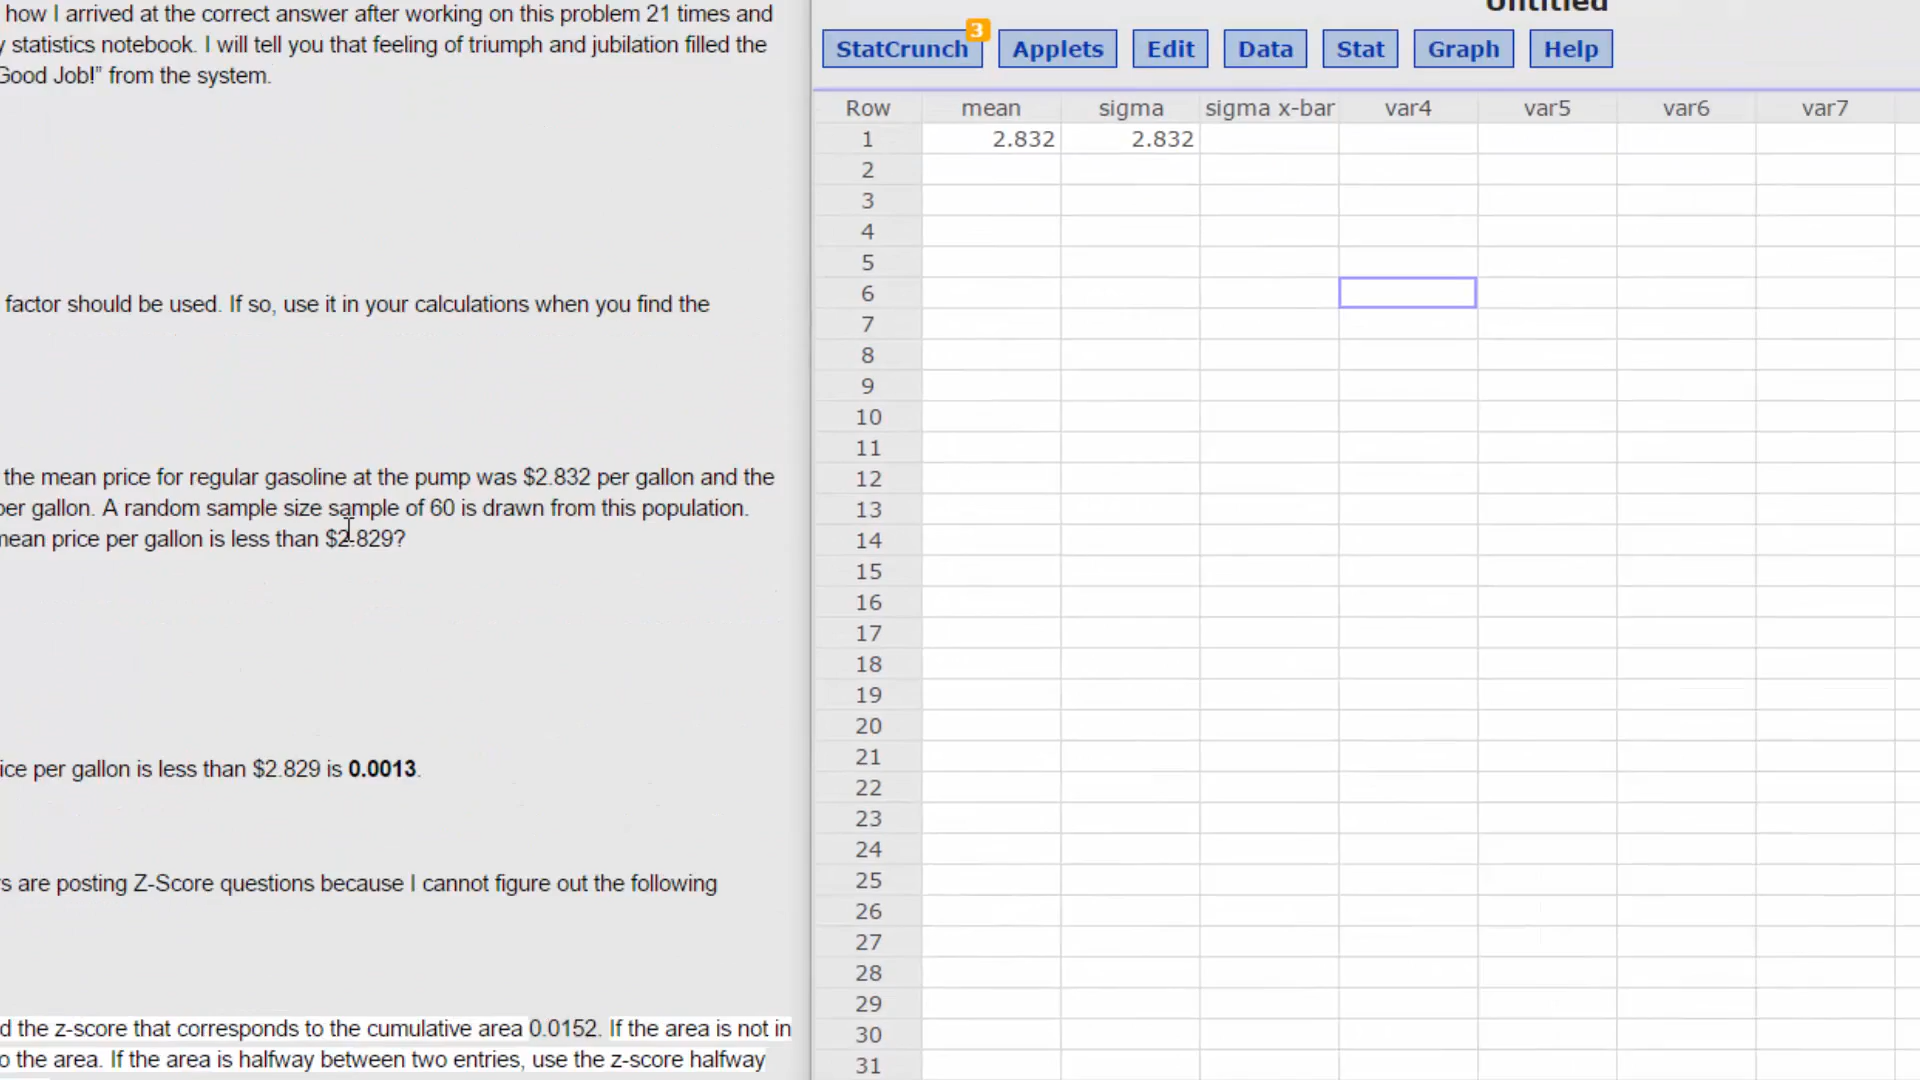 how I arrived at the correct answer after working on this problem 21 times and
y statistics notebook. I will tell you that feeling of triumph and jubilation filled the
Good Job!” from the system.
factor should be used. If so, use it in your calculations when you find the
the mean price for regular gasoline at the pump was $2.832 per gallon and the
per gallon. A random sample size sample of 60 is drawn from this population.
mean price per gallon is less than $2.829?
ice per gallon is less than $2.829 is 0.0013.
s are posting Z-Score questions because I cannot figure out the following
d the z-score that corresponds to the cumulative area 0.0152. If the area is not in
o the area. If the area is halfway between two entries, use the z-score halfway
Untitled
StatCrunch 3 Applets Edit Data Stat Graph Help
Row mean sigma sigma x-bar var4 var5 var6 var7
1 2.832 2.832
2
3
4
5
6
7
8
9
10
11
12
13
14
15
16
17
18
19
20
21
22
23
24
25
26
27
28
29
30
31